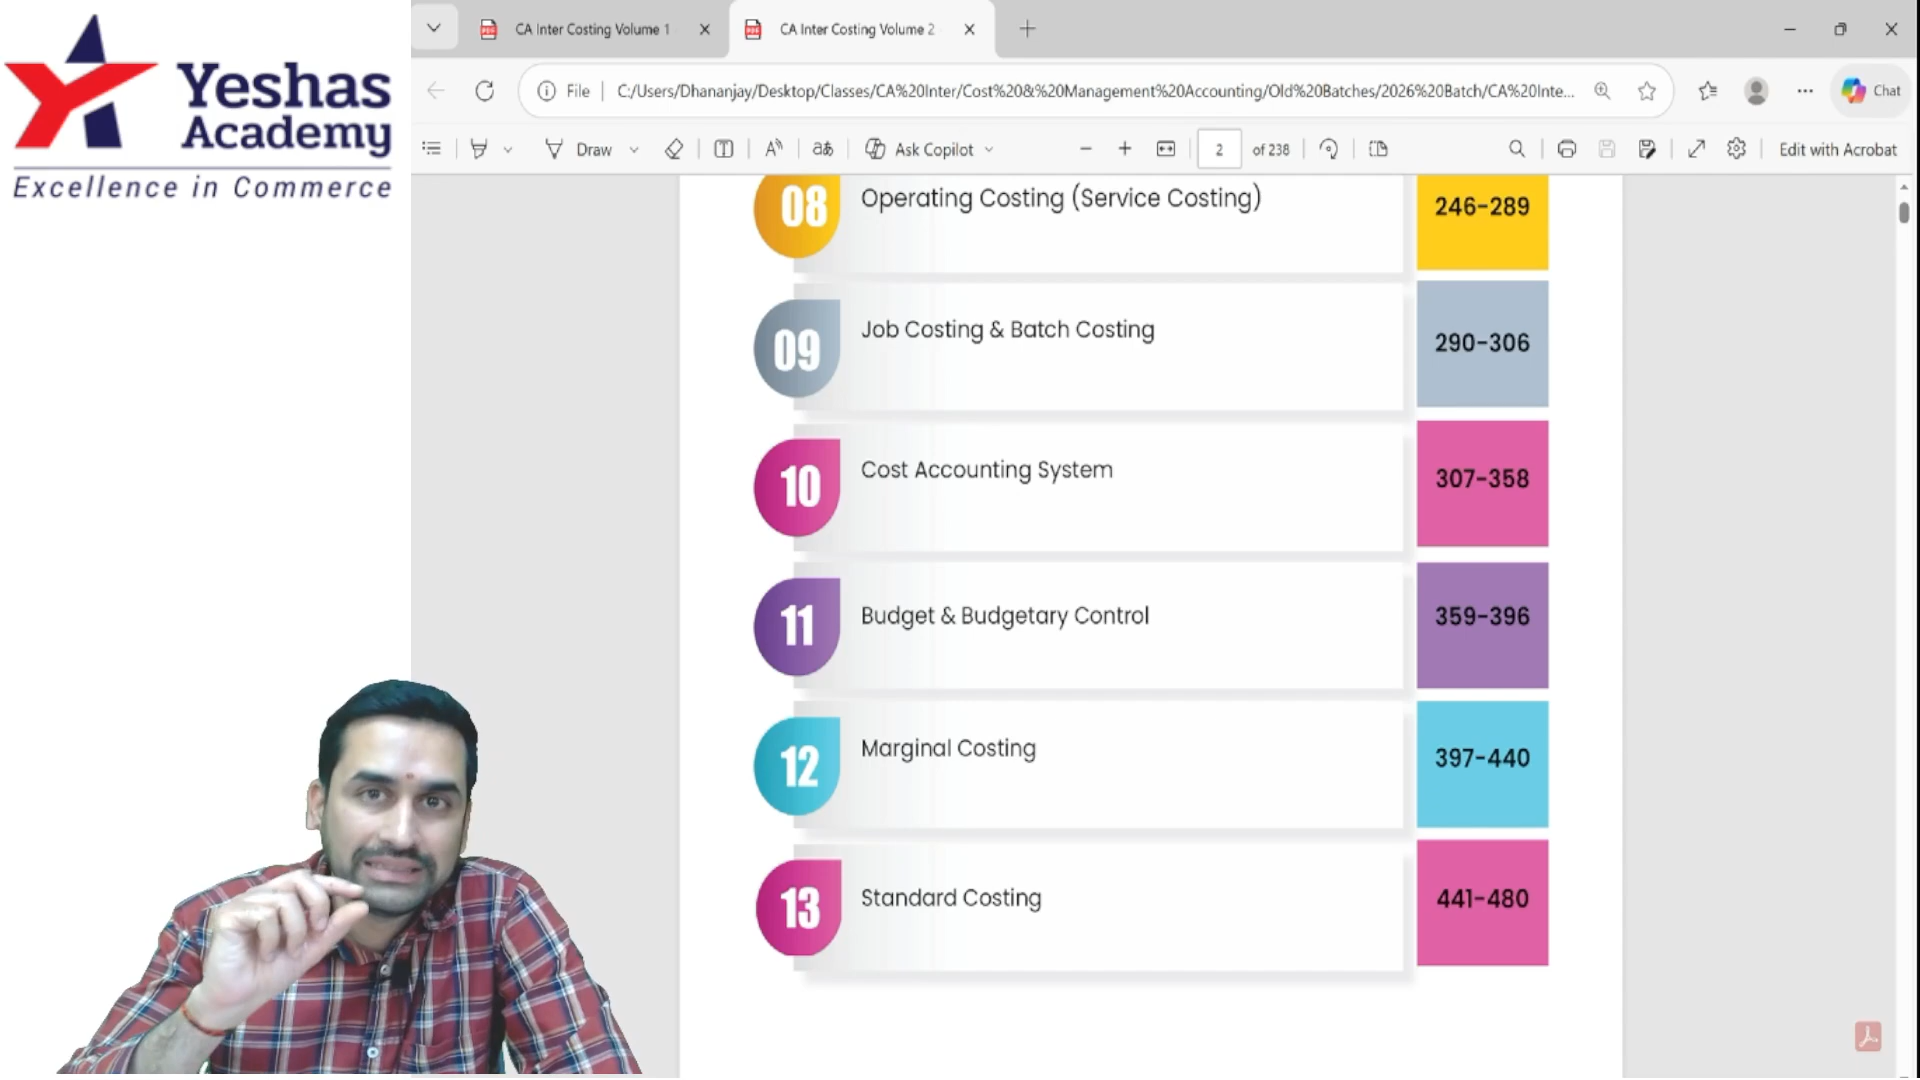 Yeshas
Academy
Excellence in Commerce
CA Inter Costing Volume 1
CA Inter Costing Volume 2
File
C:/Users/Dhananjay/Desktop/Classes/CA%20Inter/Cost%20&%20Management%20Accounting/Old%20Batches/2026%20Batch/CA%20Inte...
Chat
Draw
Ask Copilot
2
of 238
Edit with Acrobat
08
Operating Costing (Service Costing)
246-289
09
Job Costing & Batch Costing
290-306
10
Cost Accounting System
307-358
11
Budget & Budgetary Control
359-396
12
Marginal Costing
397-440
13
Standard Costing
441-480